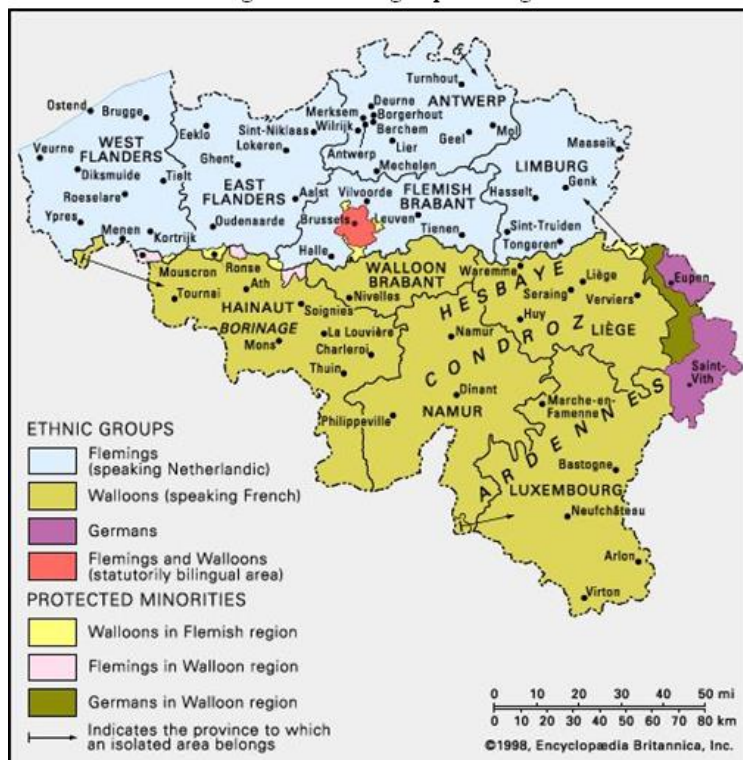 Turnhout
ANTWERP
Deurne
Merksem
Borgerhout
Wilrijk
Berchem
Antwerp
Lier
Geel
Mol
Mechelen
Ostend
Brugge
Veurne
WEST
FLANDERS
Diksmuide
Tielt
Roeselare
Ypres
Menen
Kortrijk
Eeklo
Sint-Niklaas
Lokeren
Ghent
EAST
FLANDERS
Aalst
Oudenaarde
Vilvoorde
FLEMISH
BRABANT
Brussels
Leuven
Tienen
Halle
Maaseik
LIMBURG
Genk
Hasselt
Sint-Truiden
Tongeren
Mouscron
Ronse
Ath
Tournai
HAINAUT
Soignies
BORINAGE
Mons
La Louvière
Charleroi
Thuin
WALLOON
BRABANT
Nivelles
Waremme
HESBAYE
Liège
Seraing
Verviers
Huy
LIÈGE
Eupen
Saint-
Vith
CONDROZ
Namur
Dinant
NAMUR
Philippeville
Marche-en-
Famenne
ARDENNES
Bastogne
LUXEMBOURG
Neufchâteau
Arlon
Virton
ETHNIC GROUPS
Flemings
(speaking Netherlandic)
Walloons (speaking French)
Germans
Flemings and Walloons
(statutorily bilingual area)
PROTECTED MINORITIES
Walloons in Flemish region
Flemings in Walloon region
Germans in Walloon region
Indicates the province to which
an isolated area belongs
0 10 20 30 40 50 mi
0 10 20 30 40 50 60 70 80 km
©1998, Encyclopædia Britannica, Inc.